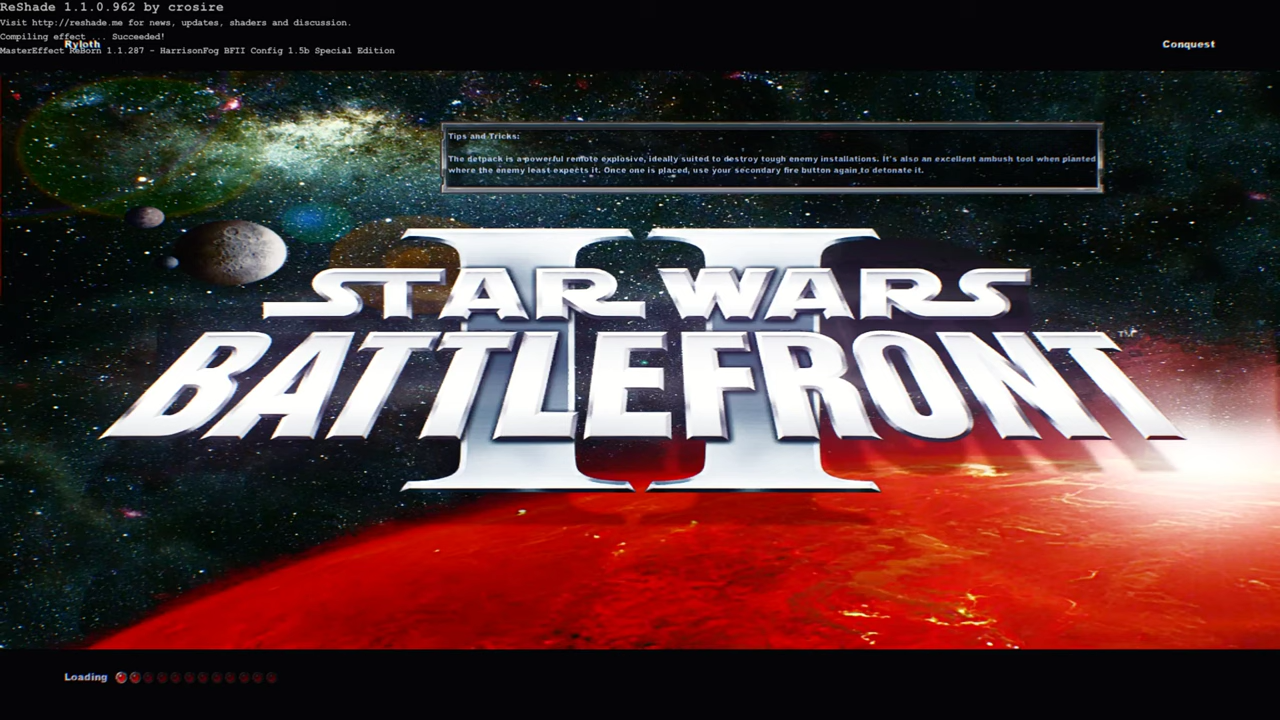 ReShade 1.1.0.962 by crosire
Visit http://reshade.me for news, updates, shaders and discussion.
Compiling effect ... Succeeded!
Ryloth
Conquest
MasterEffect ReBorn 1.1.287 - HarrisonFog BFII Config 1.5b Special Edition
Tips and Tricks:
The detpack is a powerful remote explosive, ideally suited to destroy tough enemy installations. It's also an excellent ambush tool when planted
where the enemy least expects it. Once one is placed, use your secondary fire button again to detonate it.
II
STAR WARS
BATTLEFRONT
TM
Loading